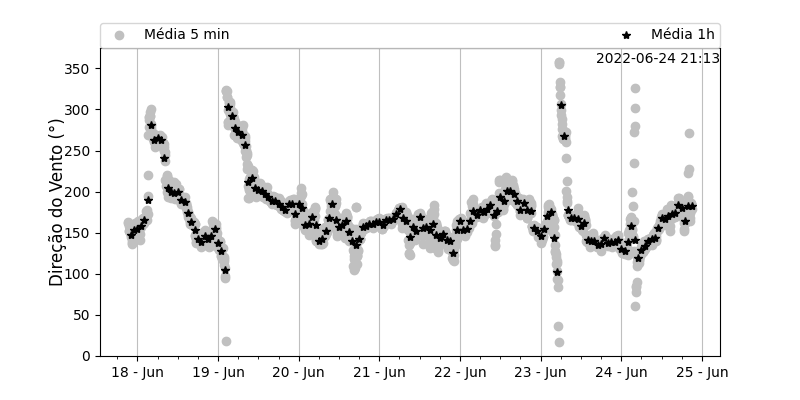 Média 5 min
Média 1h
2022-06-24 21:13
Direção do Vento (°)
350
300
250
200
150
100
50
0
18 - Jun
19 - Jun
20 - Jun
21 - Jun
22 - Jun
23 - Jun
24 - Jun
25 - Jun